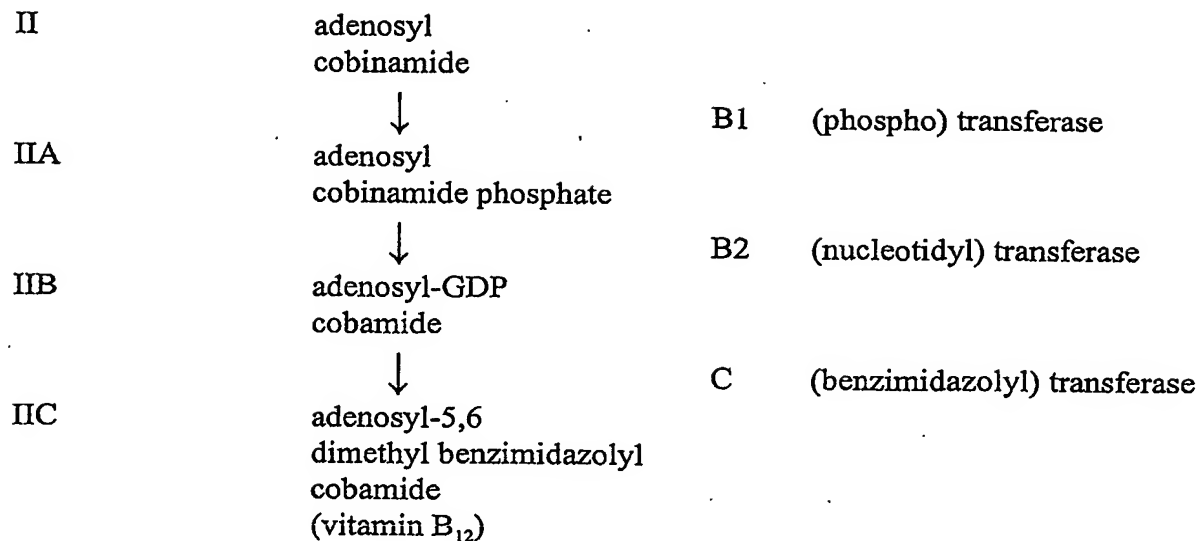 II adenosyl
cobinamide
↓
B1 (phospho) transferase
IIA adenosyl
cobinamide phosphate
↓
B2 (nucleotidyl) transferase
IIB adenosyl-GDP
cobamide
↓
C (benzimidazolyl) transferase
IIC adenosyl-5,6
dimethyl benzimidazolyl
cobamide
(vitamin B₁₂)